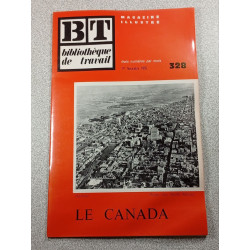 BT
MAGAZINE
ILLUSTRÉ
bibliothèque
de travail
328
LE CANADA